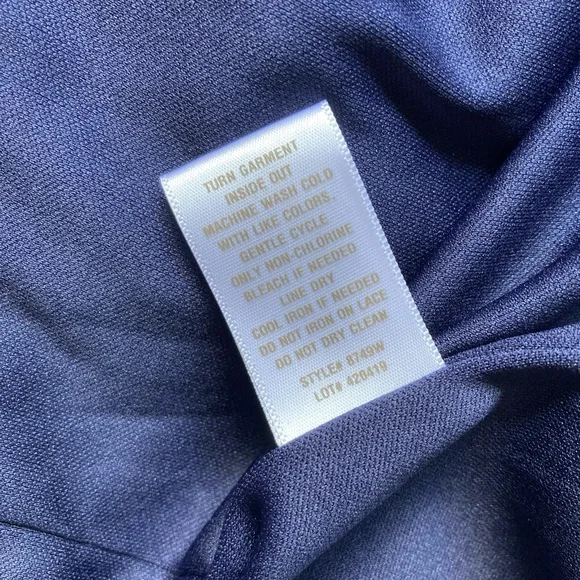 TURN GARMENT
INSIDE OUT
MACHINE WASH COLD
WITH LIKE COLORS,
GENTLE CYCLE
ONLY NON-CHLORINE
BLEACH IF NEEDED
LINE DRY
COOL IRON IF NEEDED
DO NOT IRON ON LACE
DO NOT DRY CLEAN
STYLE# 8749W
LOT# 420419